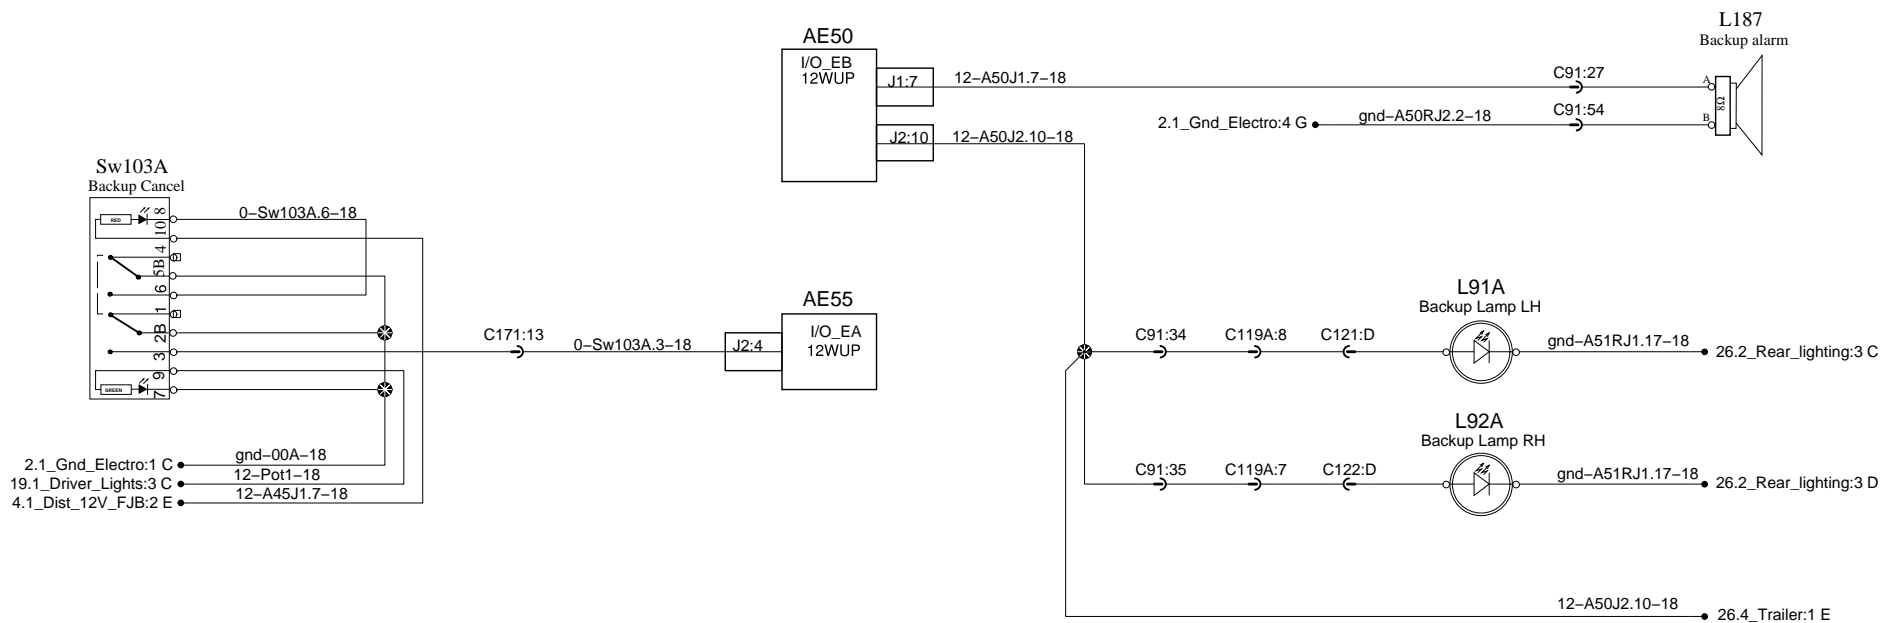 L187
Backup alarm
AE50
I/O_EB
12WUP
J1:7
12-A50J1.7-18
C91:27
A
8Ω
B
2.1_Gnd_Electro:4 G
gnd-A50RJ2.2-18
C91:54
J2:10
12-A50J2.10-18
Sw103A
Backup Cancel
RED
8
10
4
5B
6
1
2B
3
9
7
GREEN
0-Sw103A.6-18
AE55
I/O_EA
12WUP
J2:4
C171:13
0-Sw103A.3-18
L91A
Backup Lamp LH
C91:34
C119A:8
C121:D
gnd-A51RJ1.17-18
26.2_Rear_lighting:3 C
L92A
Backup Lamp RH
C91:35
C119A:7
C122:D
gnd-A51RJ1.17-18
26.2_Rear_lighting:3 D
2.1_Gnd_Electro:1 C
gnd-00A-18
19.1_Driver_Lights:3 C
12-Pot1-18
4.1_Dist_12V_FJB:2 E
12-A45J1.7-18
12-A50J2.10-18
26.4_Trailer:1 E